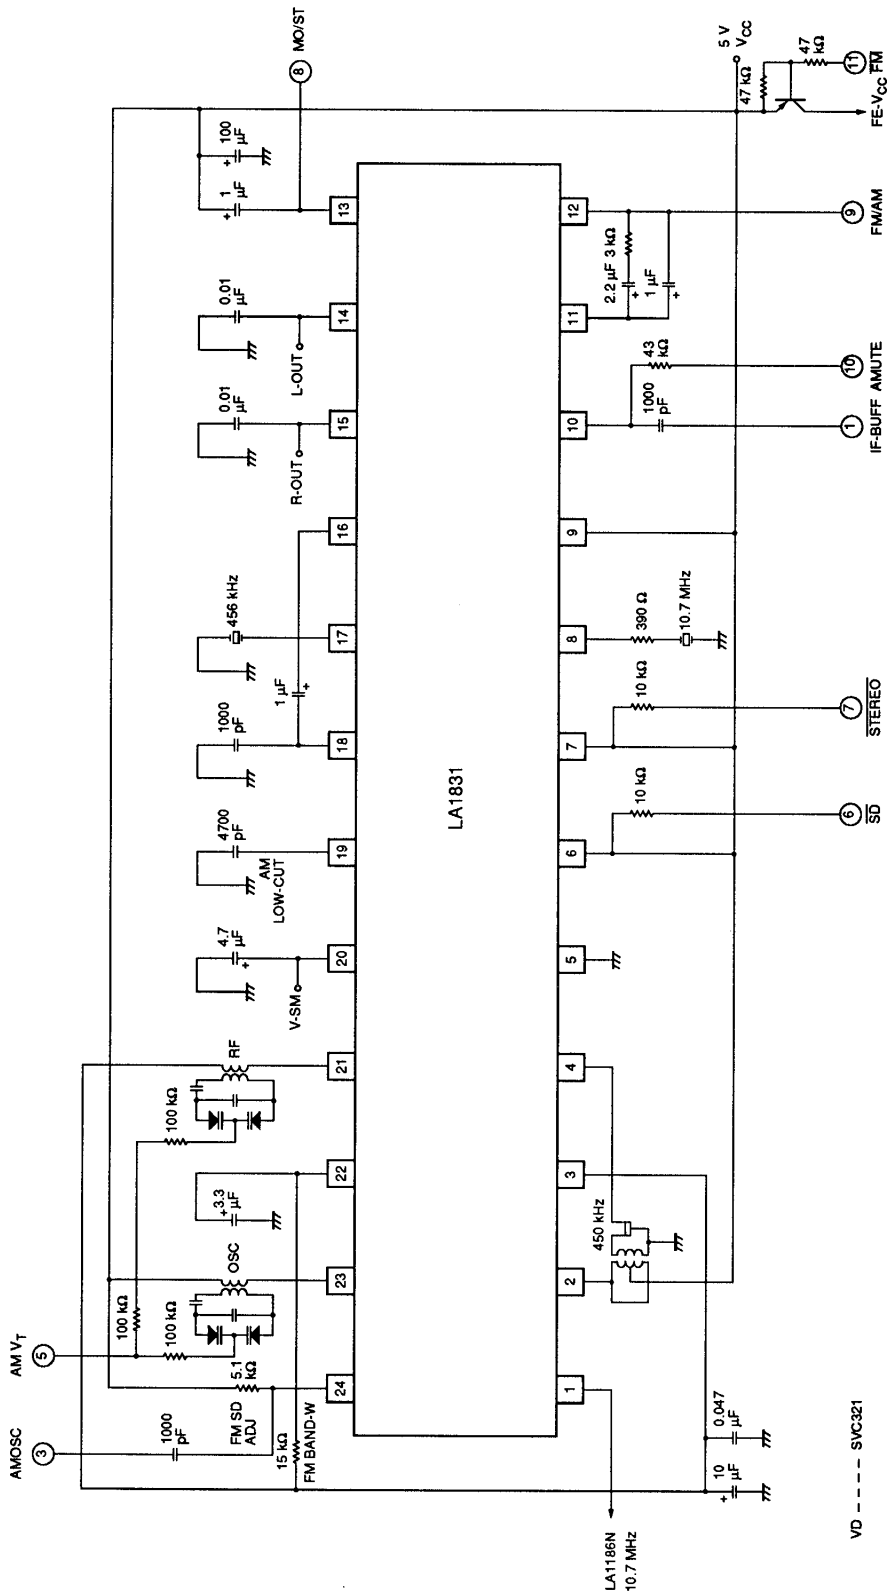 AMOSC
3
AM VT
5
8
MO/ST
1000
pF
FM SD
ADJ
5.1
kΩ
15 kΩ
FM BAND-W
100 kΩ
100 kΩ
OSC
+3.3
µF
100 kΩ
RF
4.7
µF
+
V-SM
4700
pF
AM
LOW-CUT
1000
pF
1 µF
+
456 kHz
0.01
µF
R-OUT
0.01
µF
L-OUT
+ 1
µF
+ 100
µF
24
23
22
21
20
19
18
17
16
15
14
13
LA1831
1
2
3
4
5
6
7
8
9
10
11
12
LA1186N
10.7 MHz
10
µF
+
0.047
µF
450 kHz
10 kΩ
6
SD
10 kΩ
7
STEREO
390 Ω
10.7 MHz
1000
pF
43
kΩ
1
IF-BUFF
10
AMUTE
2.2 µF
3 kΩ
+
1 µF
+
9
FM/AM
5 V
VCC
47 kΩ
47
kΩ
FE-VCC
11
FM
VD - - - - - SVC321